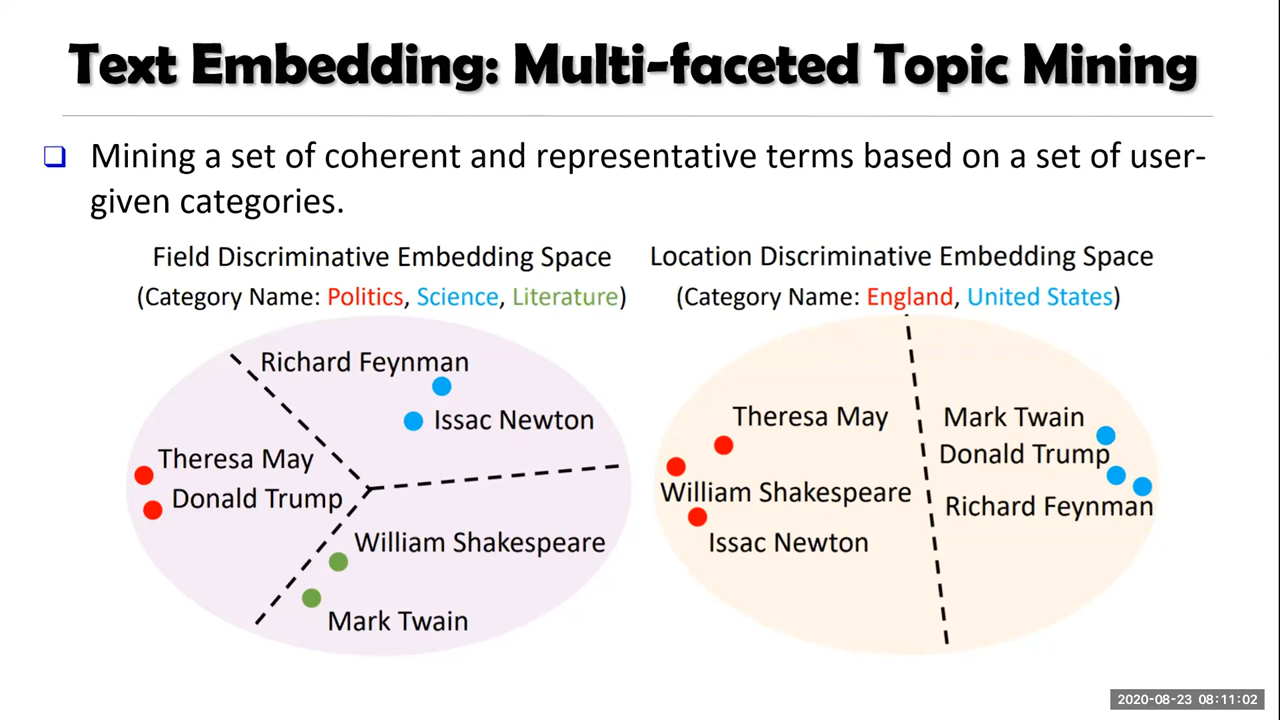 Text Embedding: Multi-faceted Topic Mining
Mining a set of coherent and representative terms based on a set of user-
given categories.
Field Discriminative Embedding Space
(Category Name: Politics, Science, Literature)
Richard Feynman
Issac Newton
Theresa May
Donald Trump
William Shakespeare
Mark Twain
Location Discriminative Embedding Space
(Category Name: England, United States)
Theresa May
William Shakespeare
Issac Newton
Mark Twain
Donald Trump
Richard Feynman
2020-08-23 08:11:02